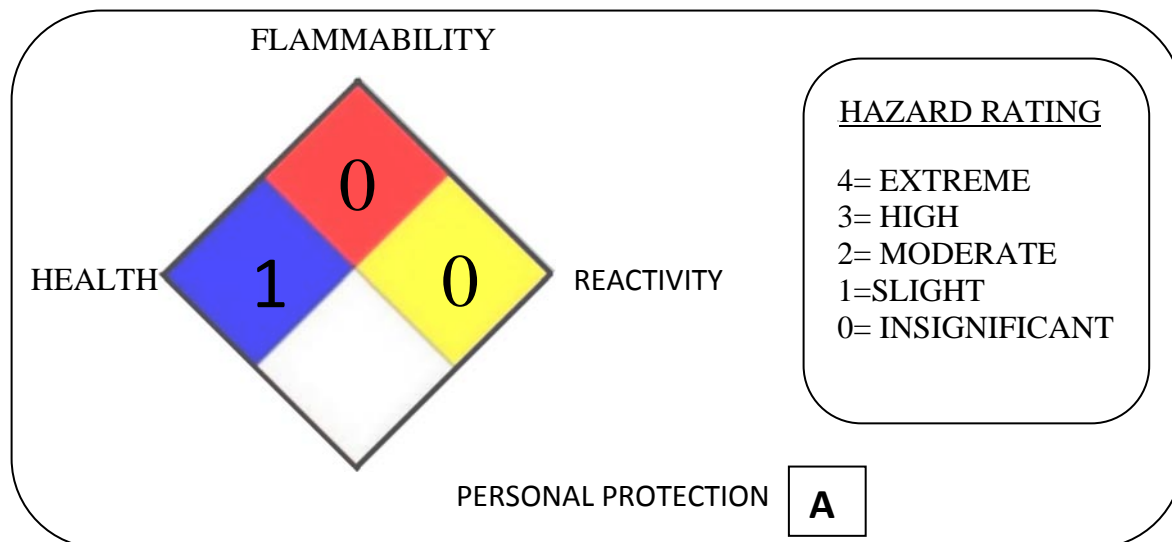 FLAMMABILITY
0
HEALTH
1
0
REACTIVITY
HAZARD RATING
4= EXTREME
3= HIGH
2= MODERATE
1=SLIGHT
0= INSIGNIFICANT
PERSONAL PROTECTION
A